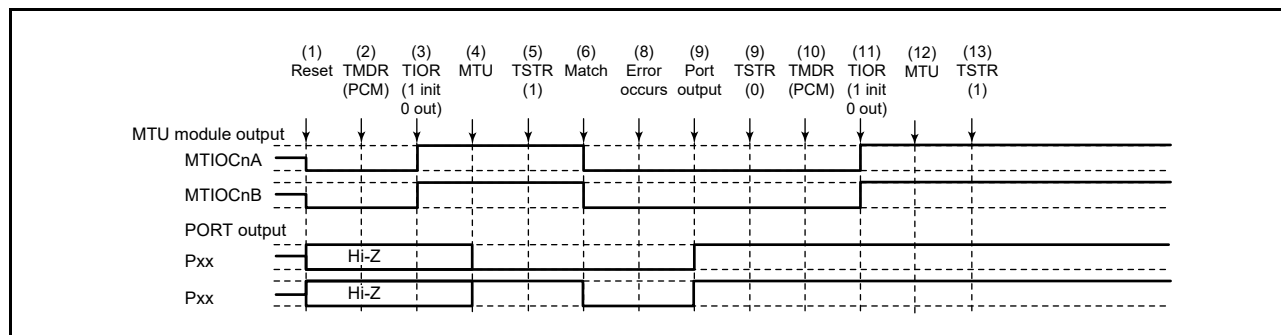 (1) (2) (3) (4) (5) (6) (8) (9) (9) (10) (11) (12) (13)
Reset TMDR TIOR MTU TSTR Match Error Port TSTR TMDR TIOR MTU TSTR
(PCM) (1 init (1) occurs output (0) (PCM) (1 init (1)
0 out) 0 out)
MTU module output
MTIOCnA
MTIOCnB
PORT output
Pxx Hi-Z
Pxx Hi-Z